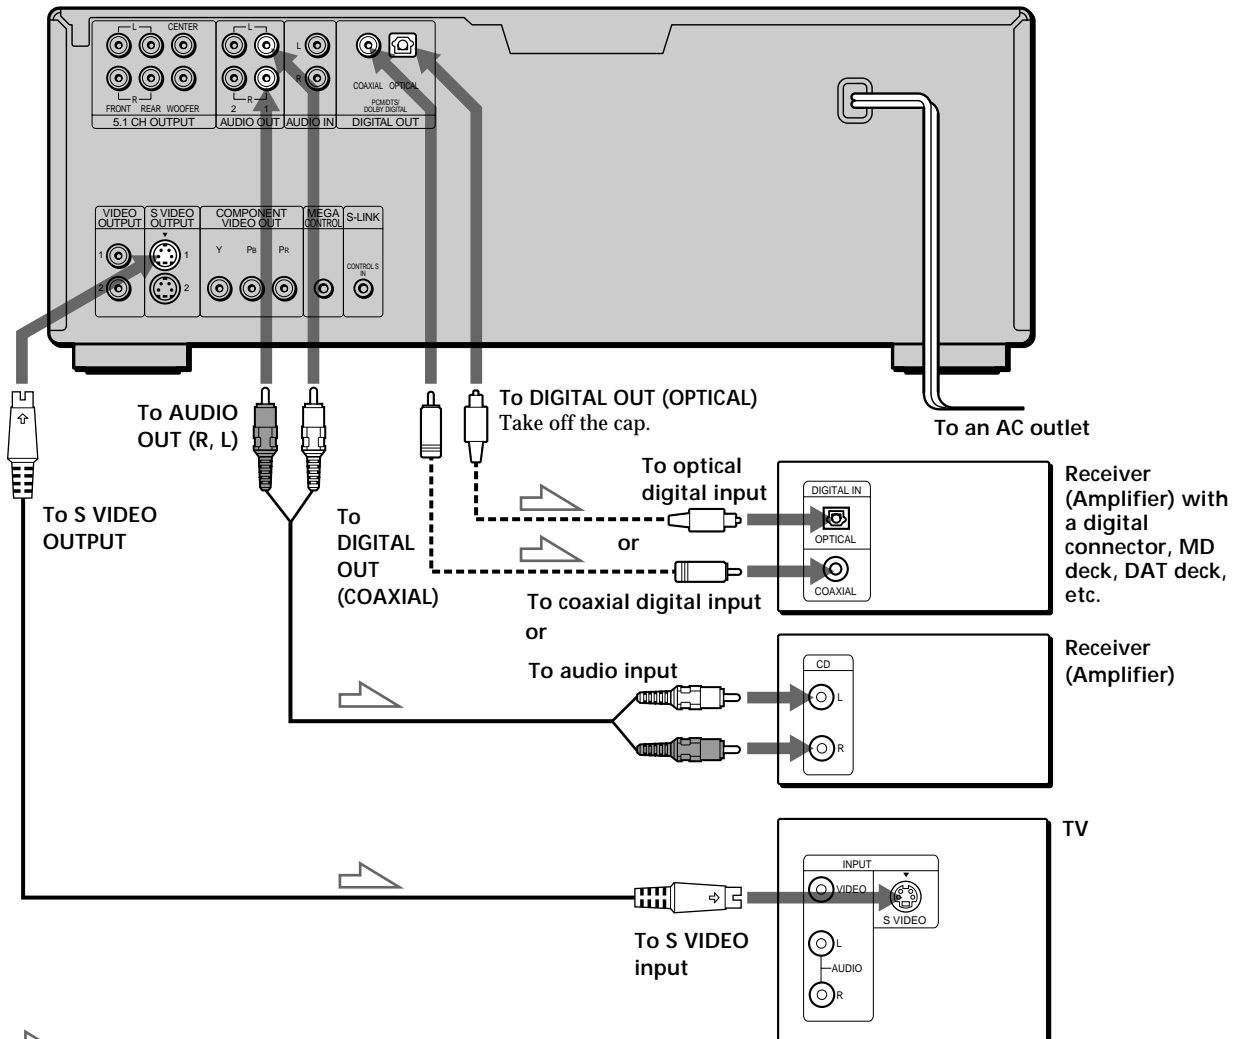 L CENTER
R
FRONT REAR WOOFER
5.1 CH OUTPUT
L
R
2 1
AUDIO OUT
L
R
AUDIO IN
COAXIAL OPTICAL
PCM/DTS/
DOLBY DIGITAL
DIGITAL OUT
VIDEO
OUTPUT
1
2
S VIDEO
OUTPUT
1
2
COMPONENT
VIDEO OUT
Y PB PR
MEGA
CONTROL
S-LINK
CONTROL S
IN
To AUDIO
OUT (R, L)
To DIGITAL OUT (OPTICAL)
Take off the cap.
To an AC outlet
To S VIDEO
OUTPUT
To
DIGITAL
OUT
(COAXIAL)
To optical
digital input
or
To coaxial digital input
or
To audio input
DIGITAL IN
OPTICAL
COAXIAL
Receiver
(Amplifier) with
a digital
connector, MD
deck, DAT deck,
etc.
CD
L
R
Receiver
(Amplifier)
To S VIDEO
input
INPUT
VIDEO
S VIDEO
L
AUDIO
R
TV